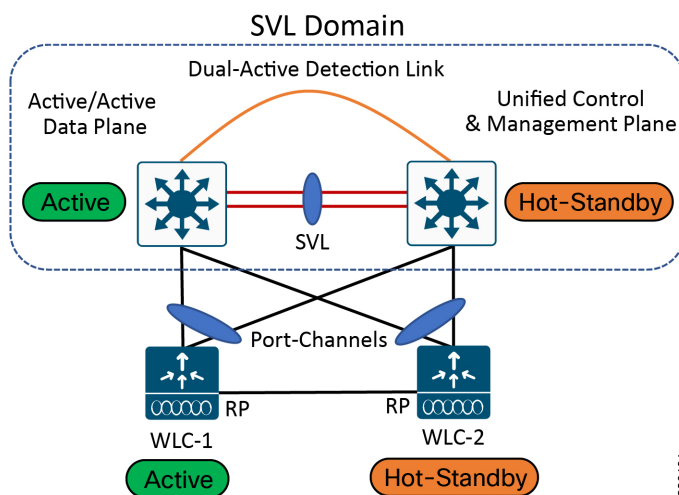 SVL Domain
Dual-Active Detection Link
Active/Active
Data Plane
Unified Control
& Management Plane
Active
Hot-Standby
SVL
Port-Channels
RP
RP
WLC-1
WLC-2
Active
Hot-Standby